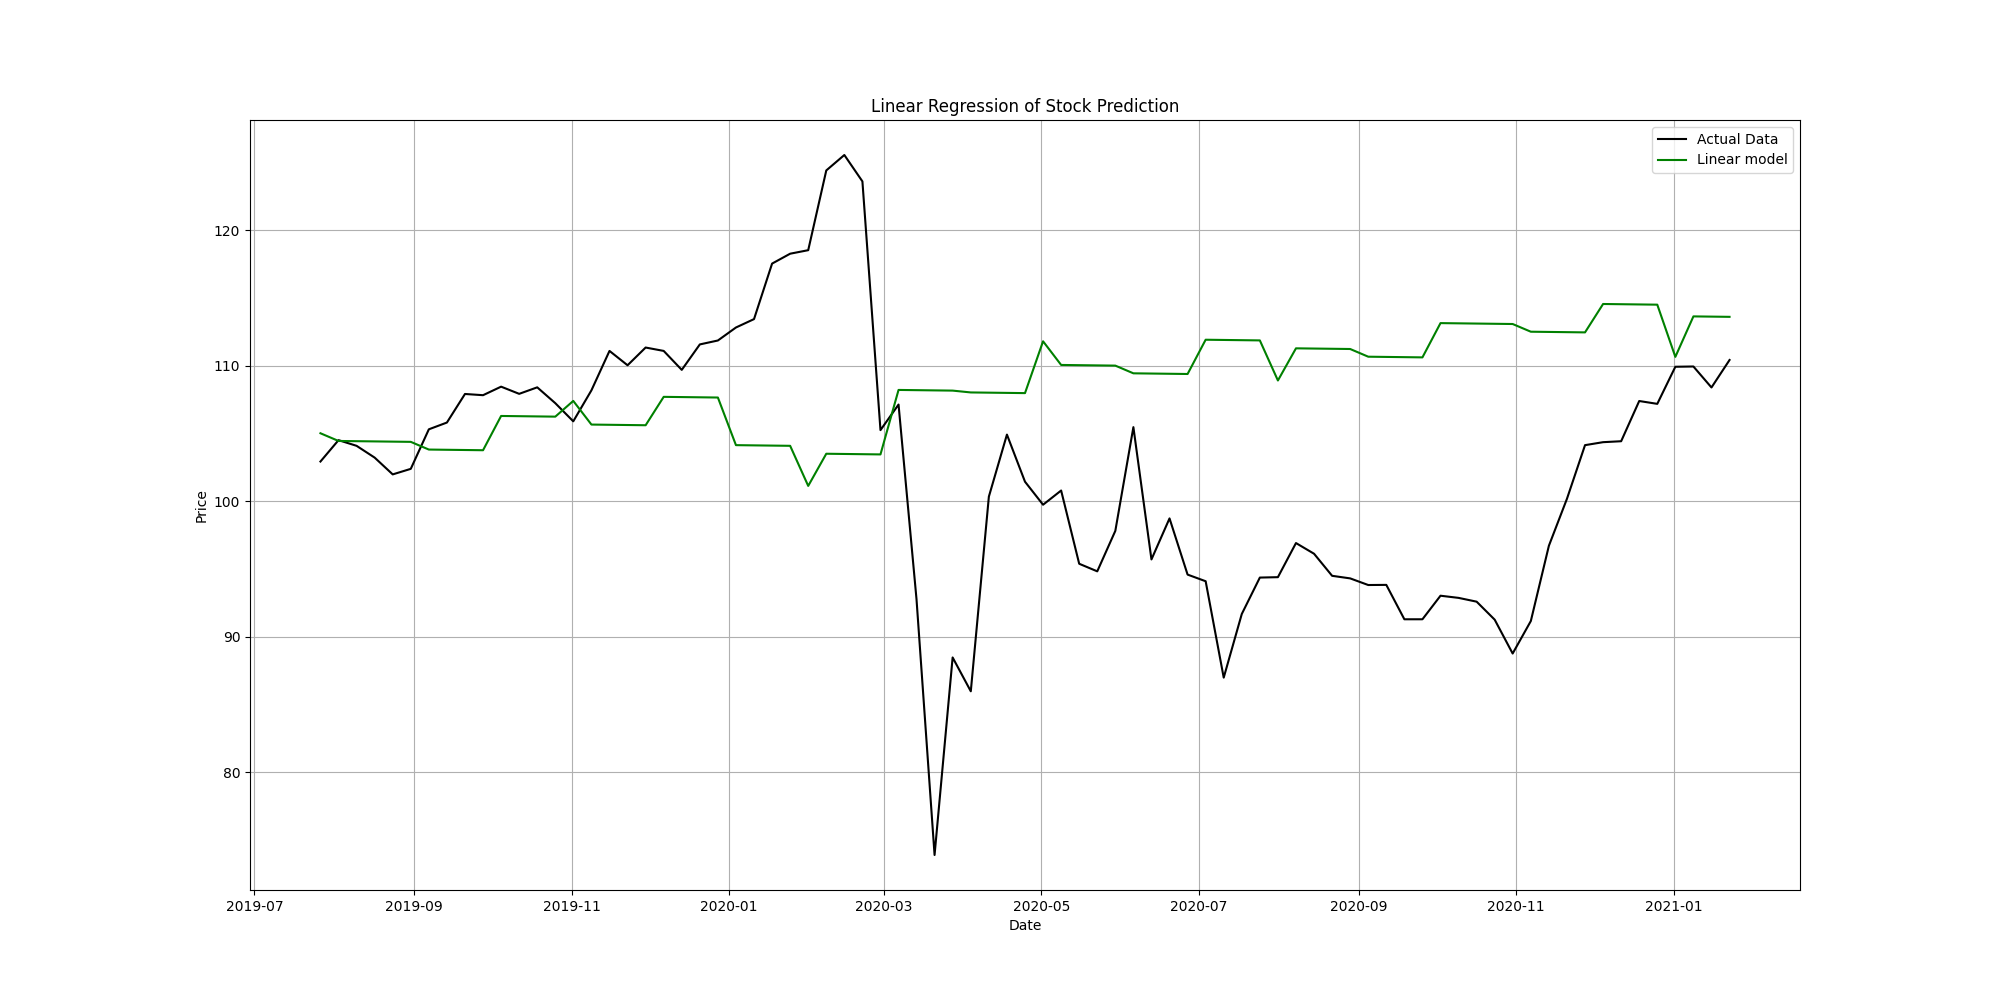 Linear Regression of Stock Prediction
Actual Data
Linear model
120
110
100
90
80
Price
2019-07 2019-09 2019-11 2020-01 2020-03 2020-05 2020-07 2020-09 2020-11 2021-01
Date